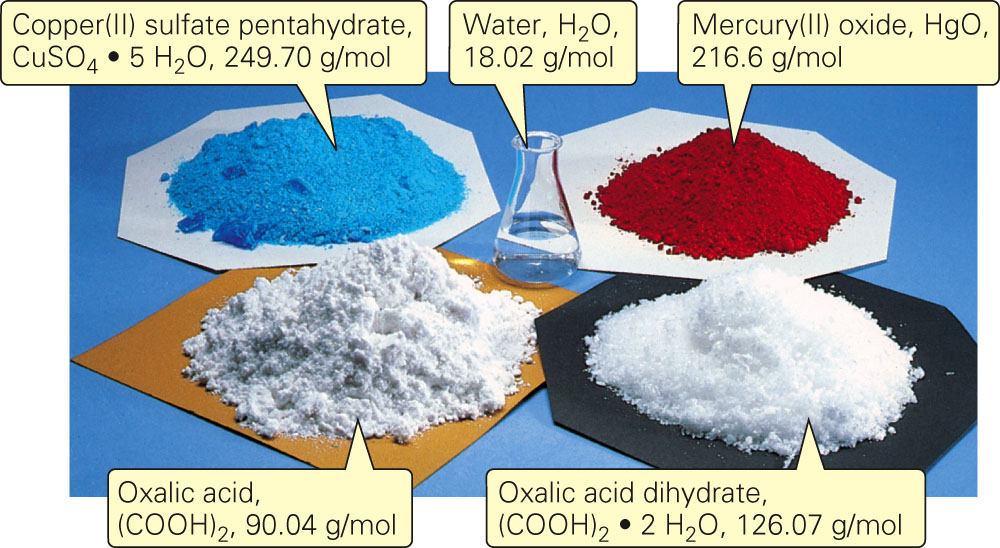 Copper(II) sulfate pentahydrate,
CuSO₄ • 5 H₂O, 249.70 g/mol
Water, H₂O,
18.02 g/mol
Mercury(II) oxide, HgO,
216.6 g/mol
Oxalic acid,
(COOH)₂, 90.04 g/mol
Oxalic acid dihydrate,
(COOH)₂ • 2 H₂O, 126.07 g/mol